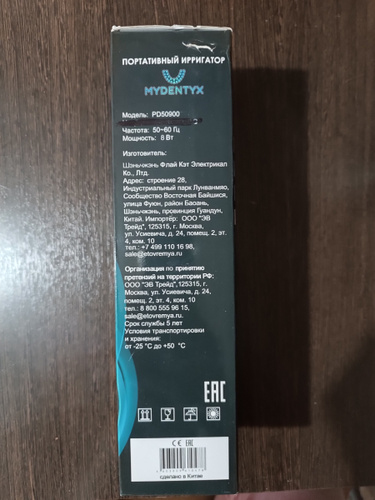 ПОРТАТИВНЫЙ ИРРИГАТОР
MYDENTYX
Модель: PD50900
Частота: 50~60 Гц
Мощность: 8 Вт
Изготовитель:
Шэньчжэнь Флай Кэт Электрикал
Ко., Лтд.
Адрес: строение 28,
Индустриальный парк Лунванмяо,
Сообщество Восточная Байшися,
улица Фуюн, район Баоань,
Шэньчжэнь, провинция Гуандун,
Китай. Импортёр: ООО "ЭВ
Трейд", 125315, г. Москва,
ул. Усиевича, д. 24, помещ. 2, эт.
4, ком. 10
тел.: +7 499 110 16 98,
sale@etovremya.ru
Организация по принятию
претензий на территории РФ:
ООО "ЭВ Трейд", 125315, г.
Москва, ул. Усиевича, д. 24,
помещ. 2, эт. 4, ком. 10
тел.: 8 800 555 96 15,
sale@etovremya.ru
Срок службы 5 лет
Условия транспортировки
и хранения:
от -25 °C до +50 °C
EAC
CE EAC
сделано в Китае